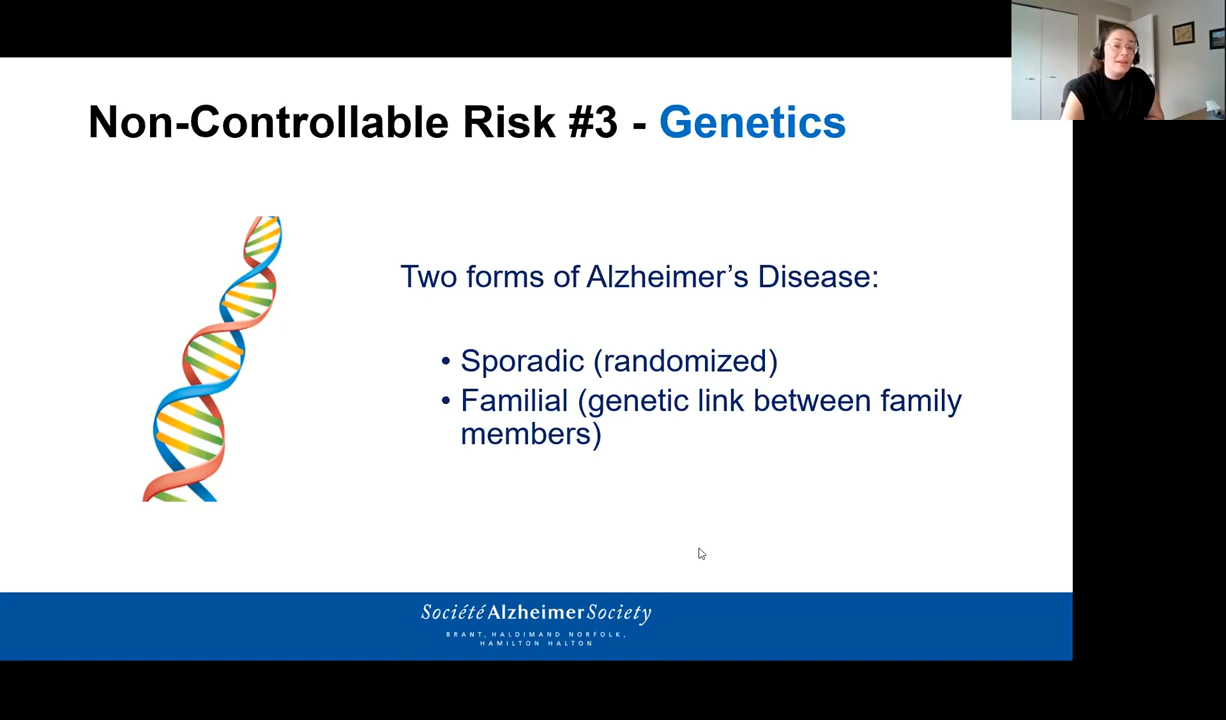 Non-Controllable Risk #3 - Genetics
Two forms of Alzheimer’s Disease:
• Sporadic (randomized)
• Familial (genetic link between family
members)
Société Alzheimer Society
BRANT, HALDIMAND NORFOLK,
HAMILTON HALTON